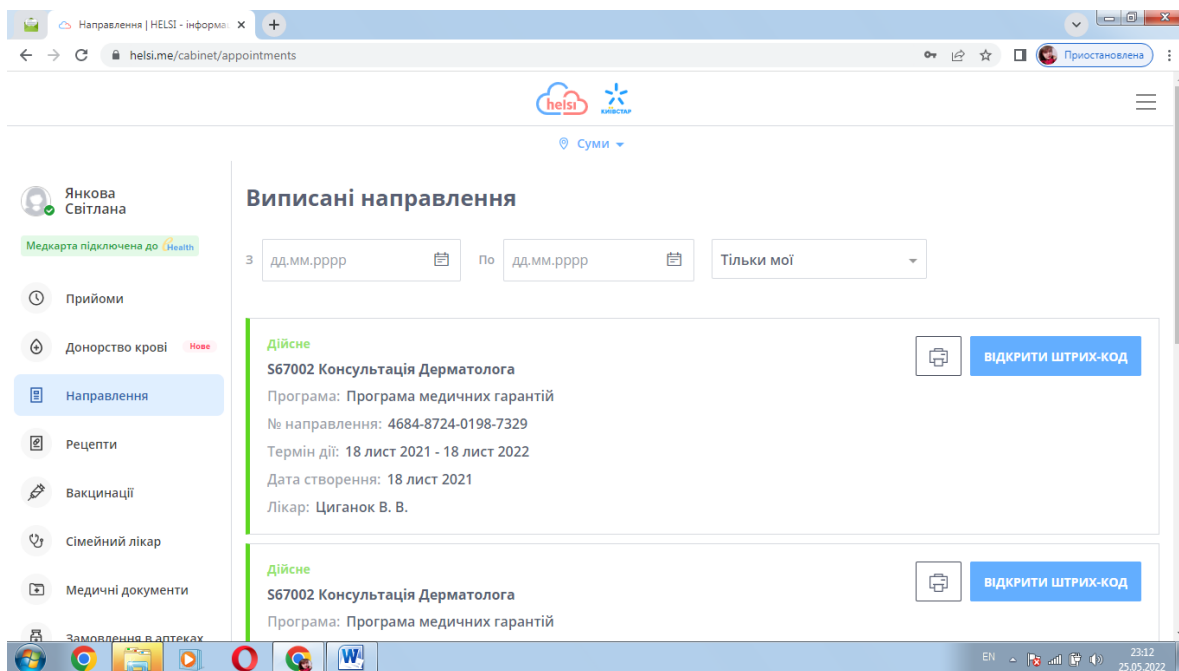 Направлення | HELSI - інформа
helsi.me/cabinet/appointments
Приостановлена
helsi
КИЇВСТАР
Суми
Янкова
Світлана
Медкарта підключена до eHealth
Прийоми
Донорство крові Нове
Направлення
Рецепти
Вакцинації
Сімейний лікар
Медичні документи
Замовлення в аптеках
Виписані направлення
З дд.мм.рррр По дд.мм.рррр Тільки мої
Дійсне
S67002 Консультація Дерматолога
Програма: Програма медичних гарантій
№ направлення: 4684-8724-0198-7329
Термін дії: 18 лист 2021 - 18 лист 2022
Дата створення: 18 лист 2021
Лікар: Циганок В. В.
ВІДКРИТИ ШТРИХ-КОД
Дійсне
S67002 Консультація Дерматолога
Програма: Програма медичних гарантій
ВІДКРИТИ ШТРИХ-КОД
EN
23:12
25.05.2022